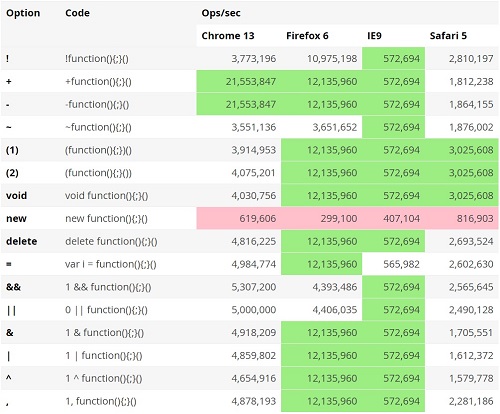 Option Code Ops/sec
Chrome 13 Firefox 6 IE9 Safari 5
! !function(){;}() 3,773,196 10,975,198 572,694 2,810,197
+ +function(){;}() 21,553,847 12,135,960 572,694 1,812,238
- -function(){;}() 21,553,847 12,135,960 572,694 1,864,155
~ ~function(){;}() 3,551,136 3,651,652 572,694 1,876,002
(1) (function(){;})() 3,914,953 12,135,960 572,694 3,025,608
(2) (function(){;}()) 4,075,201 12,135,960 572,694 3,025,608
void void function(){;}() 4,030,756 12,135,960 572,694 3,025,608
new new function(){;}() 619,606 299,100 407,104 816,903
delete delete function(){;}() 4,816,225 12,135,960 572,694 2,693,524
= var i = function(){;}() 4,984,774 12,135,960 565,982 2,602,630
&& 1 && function(){;}() 5,307,200 4,393,486 572,694 2,565,645
|| 0 || function(){;}() 5,000,000 4,406,035 572,694 2,490,128
& 1 & function(){;}() 4,918,209 12,135,960 572,694 1,705,551
| 1 | function(){;}() 4,859,802 12,135,960 572,694 1,612,372
^ 1 ^ function(){;}() 4,654,916 12,135,960 572,694 1,579,778
, 1, function(){;}() 4,878,193 12,135,960 572,694 2,281,186